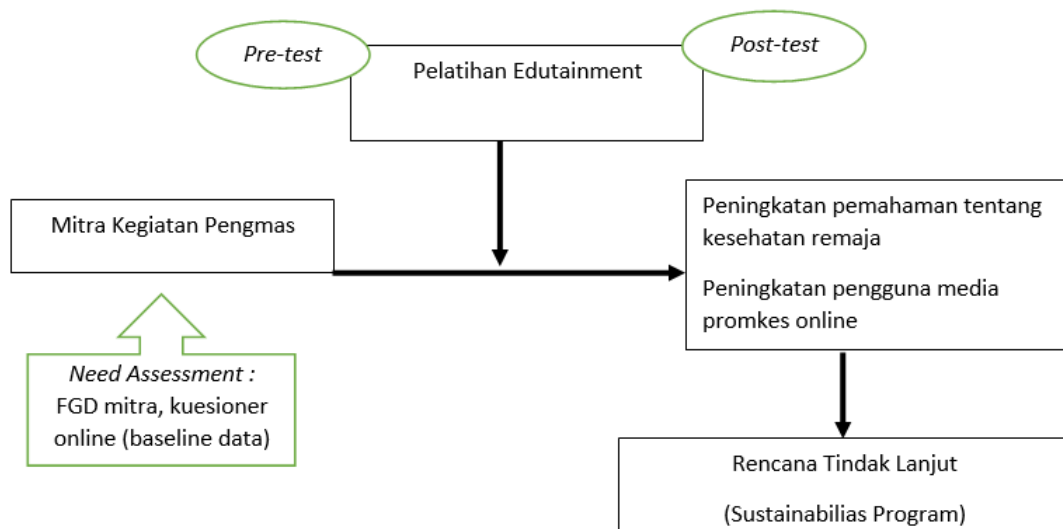 Pre-test
Post-test
Pelatihan Edutainment
Mitra Kegiatan Pengmas
Peningkatan pemahaman tentang
kesehatan remaja
Peningkatan pengguna media
promkes online
Need Assessment :
FGD mitra, kuesioner
online (baseline data)
Rencana Tindak Lanjut
(Sustainabilias Program)